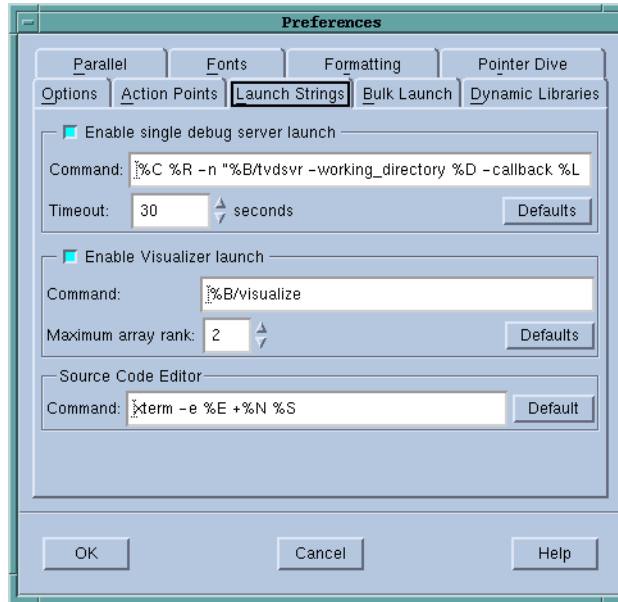 Preferences
Parallel Fonts Formatting Pointer Dive
Options Action Points Launch Strings Bulk Launch Dynamic Libraries
Enable single debug server launch
Command: %C %R -n "%B/tvdsvr -working_directory %D -callback %L
Timeout: 30 seconds Defaults
Enable Visualizer launch
Command: %B/visualize
Maximum array rank: 2 Defaults
Source Code Editor
Command: xterm -e %E +%N %S Default
OK Cancel Help